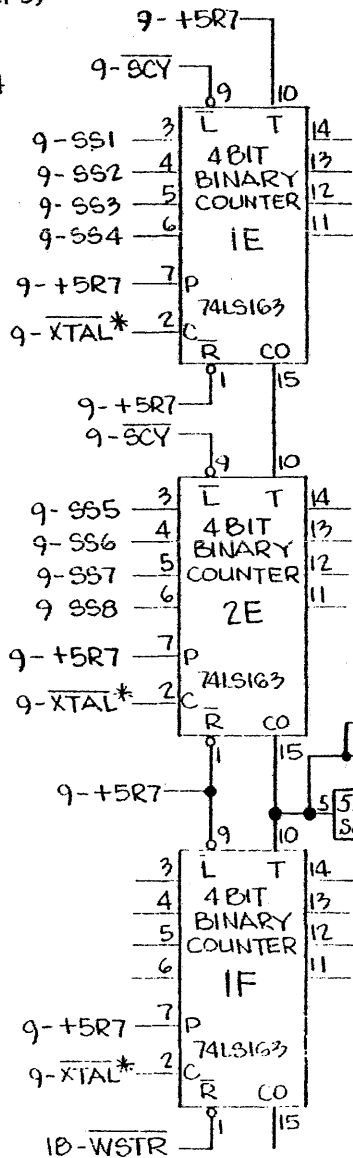 9-+5R7
9-SCY
9 10
L T
9-SS1 3 14
4 BIT
9-SS2 4 13
BINARY
9-SS3 5 12
COUNTER
9-SS4 6 11
1E
9-+5R7 7 P
74LS163
9-XTAL* 2 C
R CO
1 15
9-+5R7
9-SCY
9 10
L T
9-SS5 3 14
4 BIT
9-SS6 4 13
BINARY
9-SS7 5 12
COUNTER
9 SS8 6 11
2E
9-+5R7 7 P
74LS163
9-XTAL* 2 C
R CO
1 15
9-+5R7
5
9 10
L T
3 14
4 BIT
4 13
BINARY
5 12
COUNTER
6 11
1F
9-+5R7 7 P
74LS163
9-XTAL* 2 C
R CO
1 15
18-WSTR